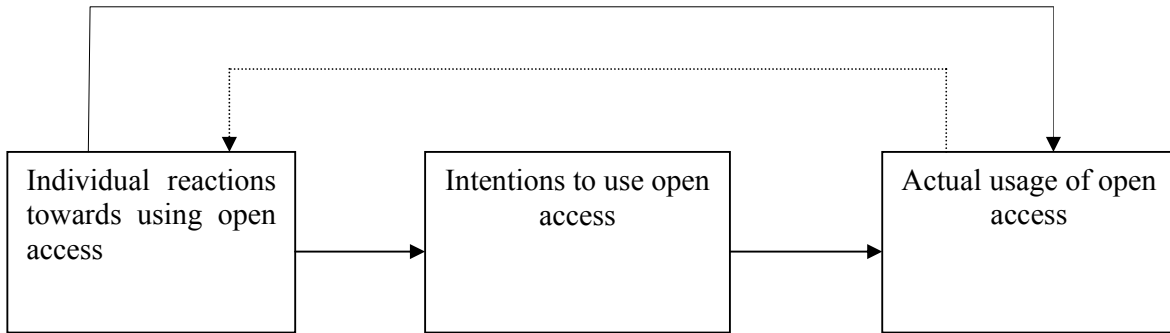 Individual reactions
towards using open
access
Intentions to use open
access
Actual usage of open
access